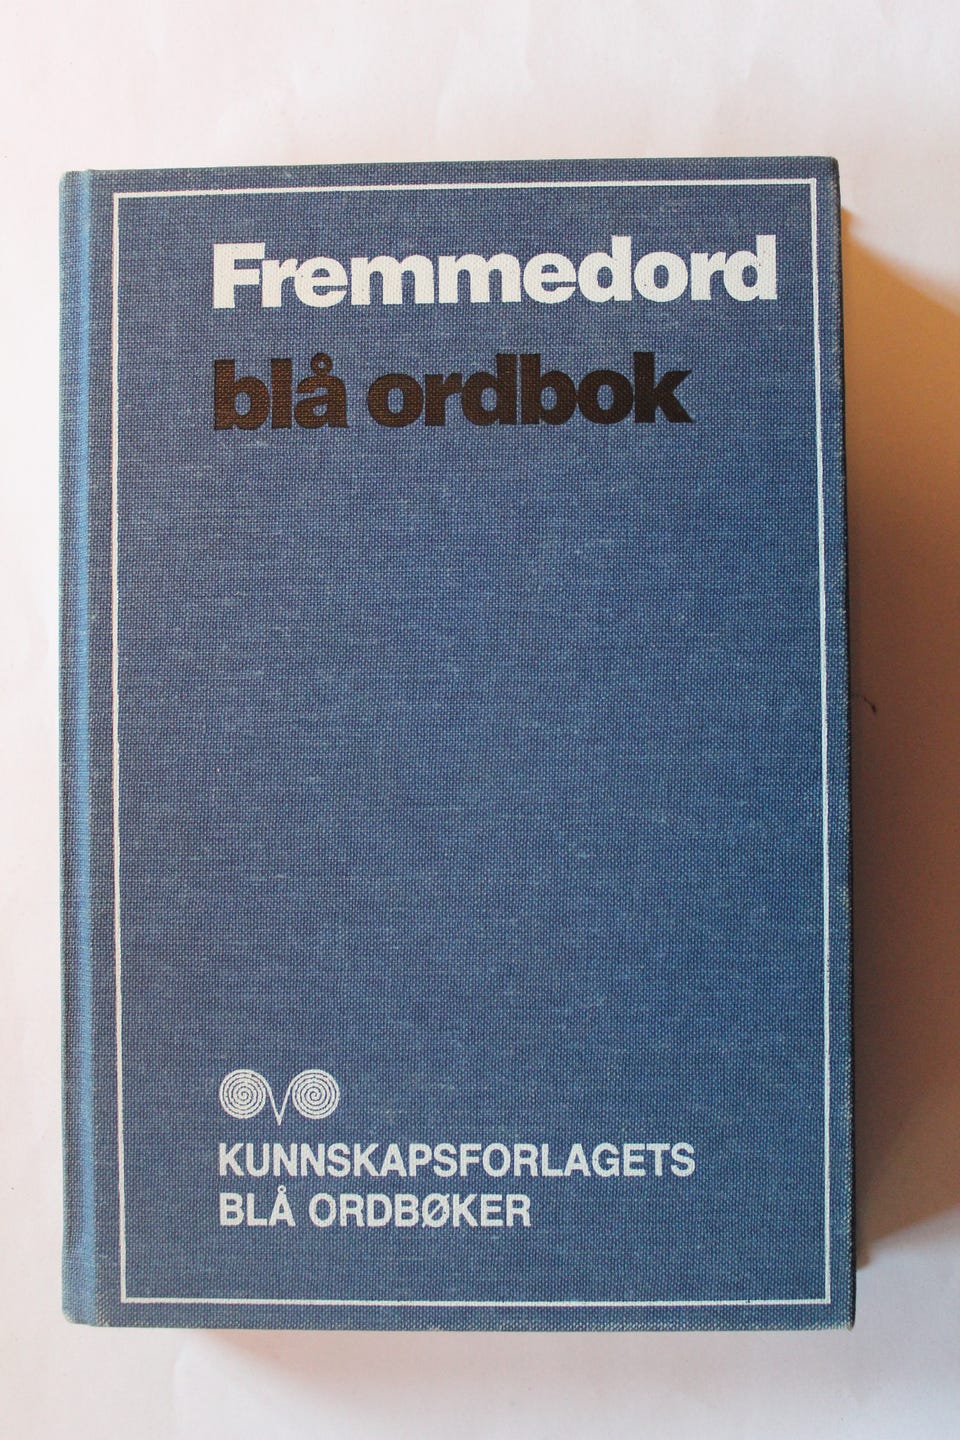 Fremmedord
blå ordbok
KUNNSKAPSFORLAGETS
BLÅ ORDBØKER